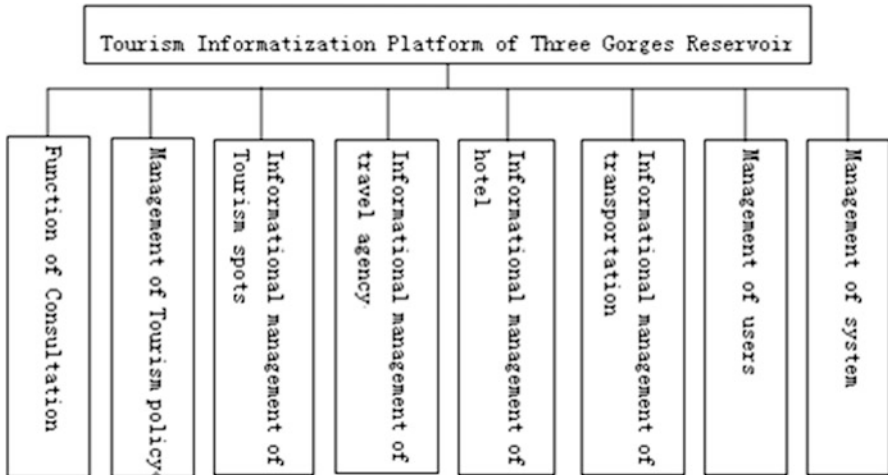 Tourism Informatization Platform of Three Gorges Reservoir
Function of Consultation
Management of Tourism policy
Informational management of
Tourism spots
Informational management of
travel agency
Informational management of
hotel
Informational management of
transportation
Management of users
Management of system